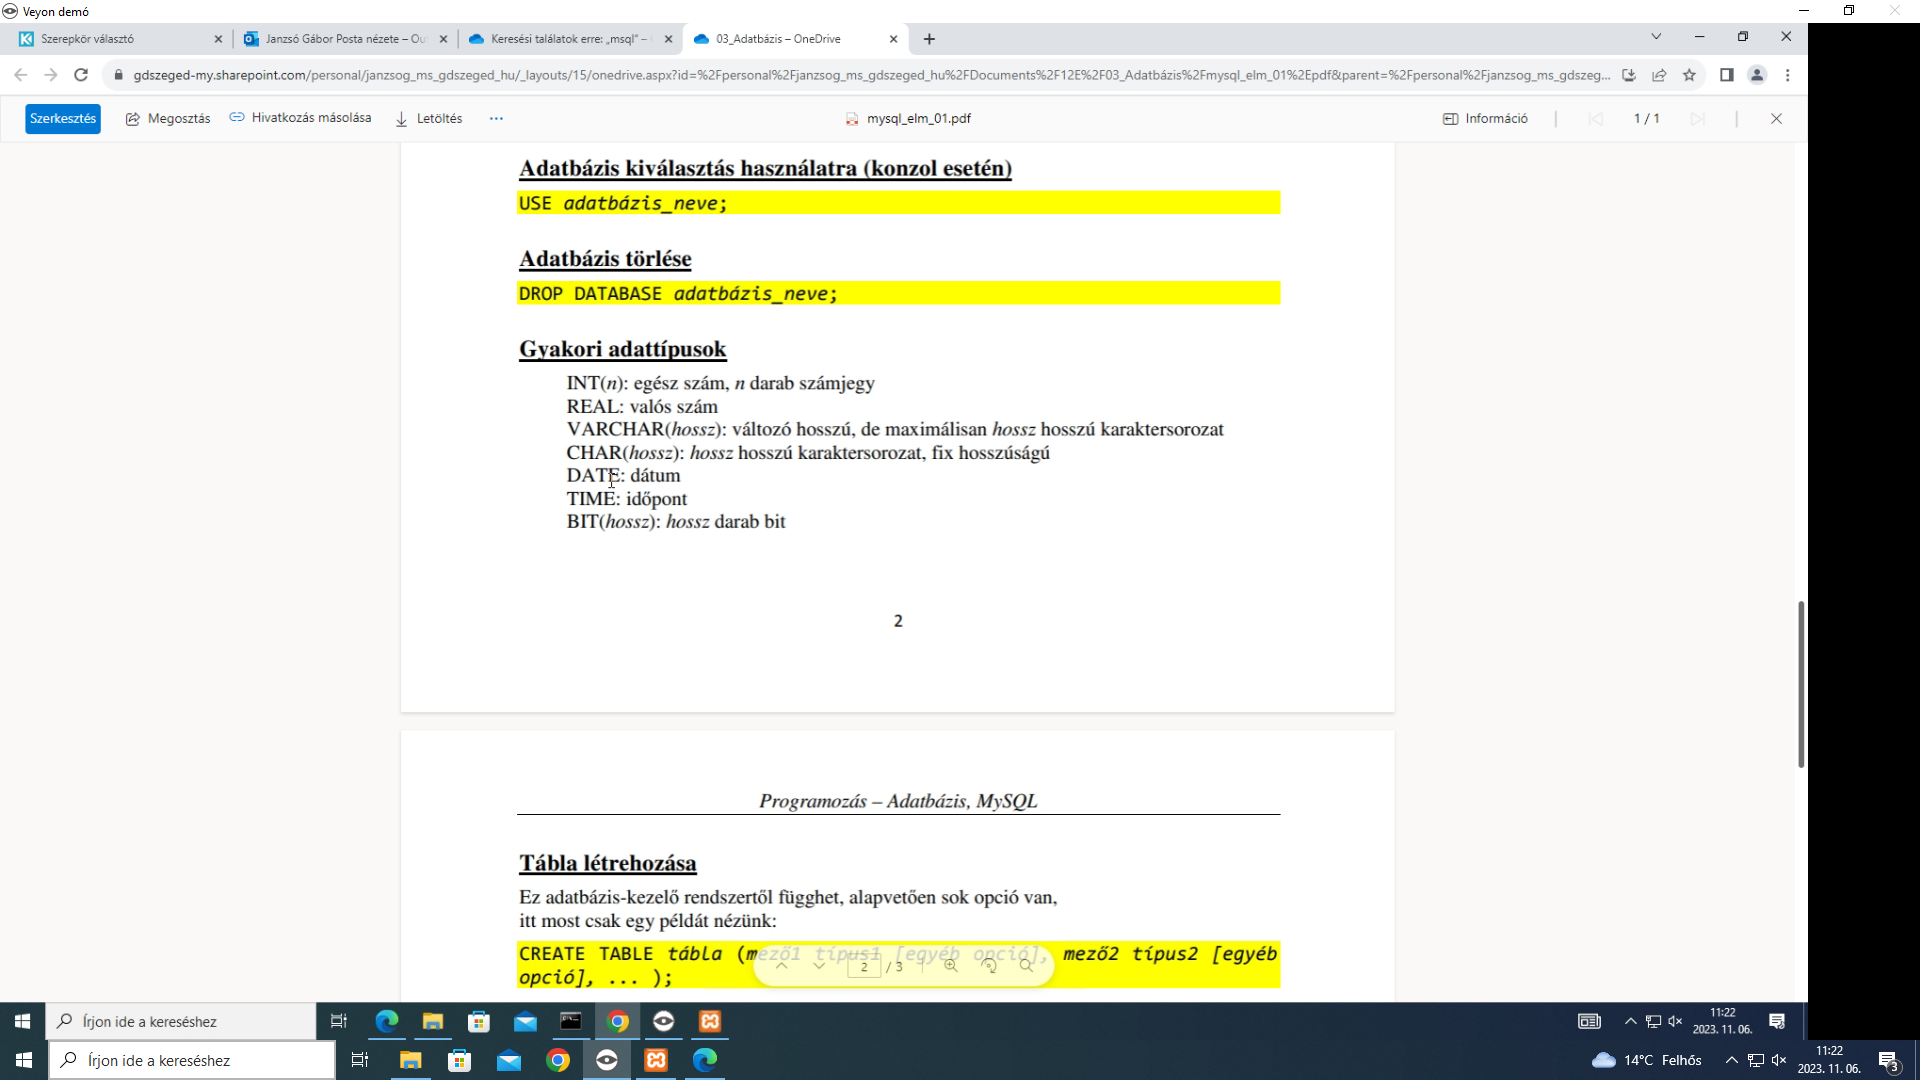 Veyon demó
Szerepkör választó
Janzsó Gábor Posta nézete – Ou
Keresési találatok erre: „msql” –
03_Adatbázis – OneDrive
gdszeged-my.sharepoint.com/personal/janzsog_ms_gdszeged_hu/_layouts/15/onedrive.aspx?id=%2Fpersonal%2Fjanzsog_ms_gdszeged_hu%2FDocuments%2F12E%2F03_Adatbázis%2Fmysql_elm_01%2Epdf&parent=%2Fpersonal%2Fjanzsog_ms_gdszeg...
Szerkesztés
Megosztás
Hivatkozás másolása
Letöltés
mysql_elm_01.pdf
Információ
1 / 1
Adatbázis kiválasztás használatra (konzol esetén)
USE adatbázis_neve;
Adatbázis törlése
DROP DATABASE adatbázis_neve;
Gyakori adattípusok
INT(n): egész szám, n darab számjegy
REAL: valós szám
VARCHAR(hossz): változó hosszú, de maximálisan hossz hosszú karaktersorozat
CHAR(hossz): hossz hosszú karaktersorozat, fix hosszúságú
DATE: dátum
TIME: időpont
BIT(hossz): hossz darab bit
2
Programozás – Adatbázis, MySQL
Tábla létrehozása
Ez adatbázis-kezelő rendszertől függhet, alapvetően sok opció van,
itt most csak egy példát nézünk:
CREATE TABLE tábla (mező1 típus1 [egyéb opció], mező2 típus2 [egyéb
opció], ... );
2 / 3
Írjon ide a kereséshez
11:22
2023. 11. 06.
Írjon ide a kereséshez
14°C Felhős
11:22
2023. 11. 06.
3